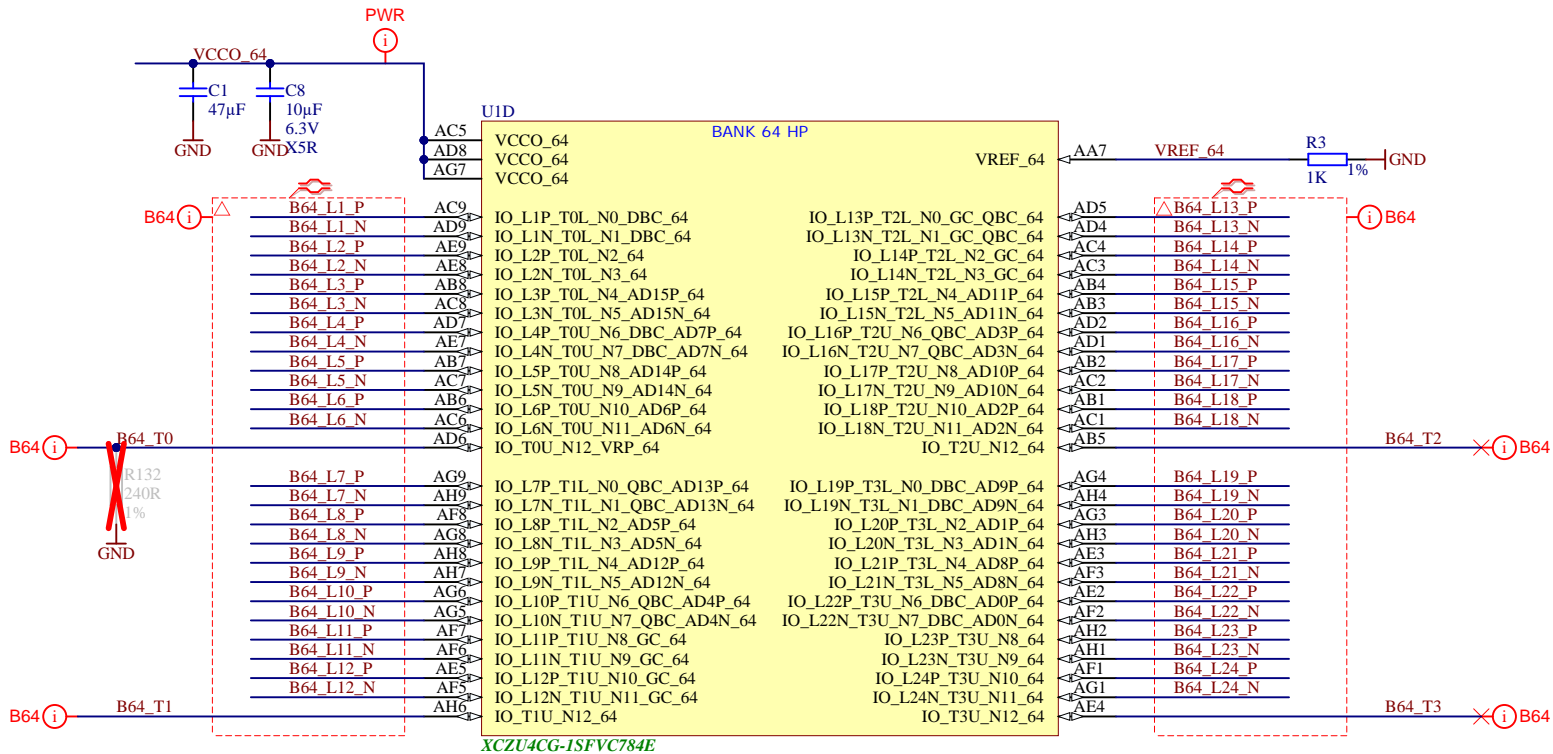 PWR
i
VCCO_64
C1
47µF
GND
C8
10µF
6.3V
X5R
GND
U1D
BANK 64 HP
AC5 VCCO_64
AD8 VCCO_64
AG7 VCCO_64
VREF_64 AA7 VREF_64 R3 1K 1% GND
B64 i
i B64
B64_L1_P AC9 IO_L1P_T0L_N0_DBC_64 IO_L13P_T2L_N0_GC_QBC_64 AD5 B64_L13_P
B64_L1_N AD9 IO_L1N_T0L_N1_DBC_64 IO_L13N_T2L_N1_GC_QBC_64 AD4 B64_L13_N
B64_L2_P AE9 IO_L2P_T0L_N2_64 IO_L14P_T2L_N2_GC_64 AC4 B64_L14_P
B64_L2_N AE8 IO_L2N_T0L_N3_64 IO_L14N_T2L_N3_GC_64 AC3 B64_L14_N
B64_L3_P AB8 IO_L3P_T0L_N4_AD15P_64 IO_L15P_T2L_N4_AD11P_64 AB4 B64_L15_P
B64_L3_N AC8 IO_L3N_T0L_N5_AD15N_64 IO_L15N_T2L_N5_AD11N_64 AB3 B64_L15_N
B64_L4_P AD7 IO_L4P_T0U_N6_DBC_AD7P_64 IO_L16P_T2U_N6_QBC_AD3P_64 AD2 B64_L16_P
B64_L4_N AE7 IO_L4N_T0U_N7_DBC_AD7N_64 IO_L16N_T2U_N7_QBC_AD3N_64 AD1 B64_L16_N
B64_L5_P AB7 IO_L5P_T0U_N8_AD14P_64 IO_L17P_T2U_N8_AD10P_64 AB2 B64_L17_P
B64_L5_N AC7 IO_L5N_T0U_N9_AD14N_64 IO_L17N_T2U_N9_AD10N_64 AC2 B64_L17_N
B64_L6_P AB6 IO_L6P_T0U_N10_AD6P_64 IO_L18P_T2U_N10_AD2P_64 AB1 B64_L18_P
B64_L6_N AC6 IO_L6N_T0U_N11_AD6N_64 IO_L18N_T2U_N11_AD2N_64 AC1 B64_L18_N
B64 i B64_T0 AD6 IO_T0U_N12_VRP_64 IO_T2U_N12_64 AB5 B64_T2 i B64
R132
240R
1%
GND
B64_L7_P AG9 IO_L7P_T1L_N0_QBC_AD13P_64 IO_L19P_T3L_N0_DBC_AD9P_64 AG4 B64_L19_P
B64_L7_N AH9 IO_L7N_T1L_N1_QBC_AD13N_64 IO_L19N_T3L_N1_DBC_AD9N_64 AH4 B64_L19_N
B64_L8_P AF8 IO_L8P_T1L_N2_AD5P_64 IO_L20P_T3L_N2_AD1P_64 AG3 B64_L20_P
B64_L8_N AG8 IO_L8N_T1L_N3_AD5N_64 IO_L20N_T3L_N3_AD1N_64 AH3 B64_L20_N
B64_L9_P AH8 IO_L9P_T1L_N4_AD12P_64 IO_L21P_T3L_N4_AD8P_64 AE3 B64_L21_P
B64_L9_N AH7 IO_L9N_T1L_N5_AD12N_64 IO_L21N_T3L_N5_AD8N_64 AF3 B64_L21_N
B64_L10_P AG6 IO_L10P_T1U_N6_QBC_AD4P_64 IO_L22P_T3U_N6_DBC_AD0P_64 AE2 B64_L22_P
B64_L10_N AG5 IO_L10N_T1U_N7_QBC_AD4N_64 IO_L22N_T3U_N7_DBC_AD0N_64 AF2 B64_L22_N
B64_L11_P AF7 IO_L11P_T1U_N8_GC_64 IO_L23P_T3U_N8_64 AH2 B64_L23_P
B64_L11_N AF6 IO_L11N_T1U_N9_GC_64 IO_L23N_T3U_N9_64 AH1 B64_L23_N
B64_L12_P AE5 IO_L12P_T1U_N10_GC_64 IO_L24P_T3U_N10_64 AF1 B64_L24_P
B64_L12_N AF5 IO_L12N_T1U_N11_GC_64 IO_L24N_T3U_N11_64 AG1 B64_L24_N
B64 i B64_T1 AH6 IO_T1U_N12_64 IO_T3U_N12_64 AE4 B64_T3 i B64
XCZU4CG-1SFVC784E